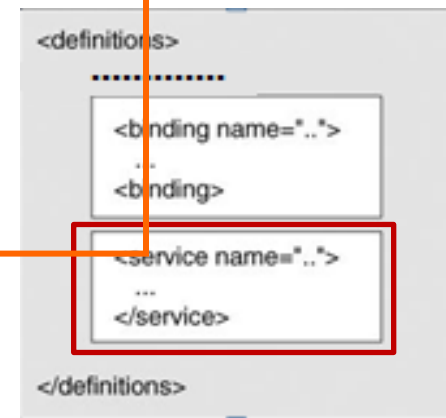 <definitions>
.............
<binding name="..">
...
<binding>
<service name="..">
...
</service>
</definitions>